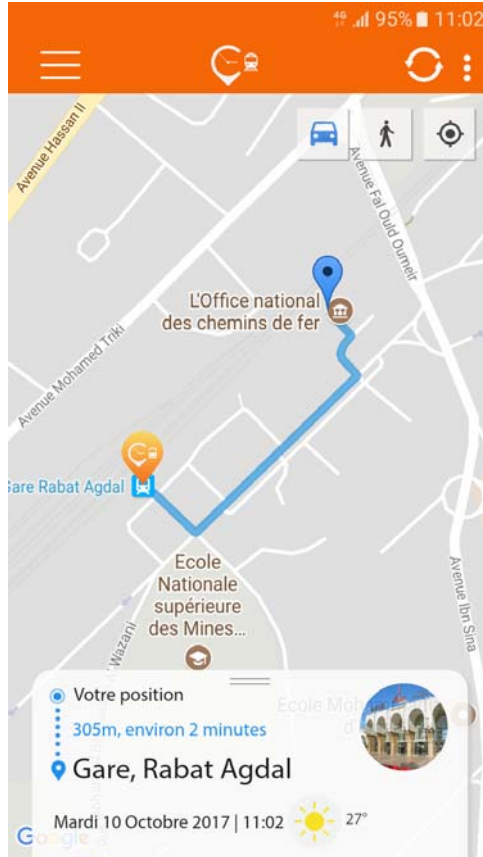 4G 95% 11:02
Avenue Hassan II
Avenue Fal Ould Oumeir
L'Office national
des chemins de fer
Avenue Mohamed Triki
Gare Rabat Agdal
Ecole
Nationale
supérieure
des Mines...
Wazani
Avenue Ibn Sina
Votre position
Ecole
305m, environ 2 minutes
Gare, Rabat Agdal
Mardi 10 Octobre 2017 | 11:02 27°
Google